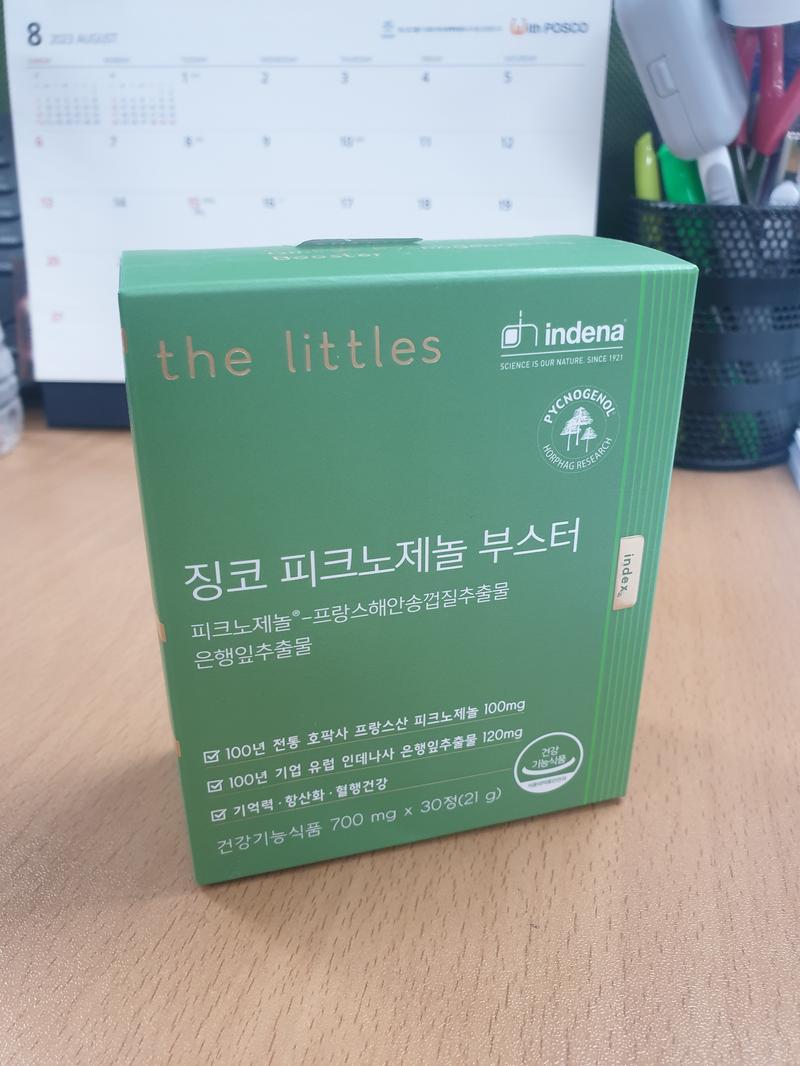 8 2023 AUGUST
With POSCO
1 2 3 4 5
6 7 8 9 10 11 12
13 14 15 16 17 18 19
20
27
Booster
the littles
indena
SCIENCE IS OUR NATURE. SINCE 1921
PYCNOGENOL
HORPHAG RESEARCH
징코 피크노제놀 부스터
피크노제놀®-프랑스해안송껍질추출물
은행잎추출물
index
100년 전통 호팍사 프랑스산 피크노제놀 100mg
100년 기업 유럽 인데나사 은행잎추출물 120mg
기억력·항산화·혈행건강
건강
기능식품
건강기능식품 700 mg x 30정(21 g)